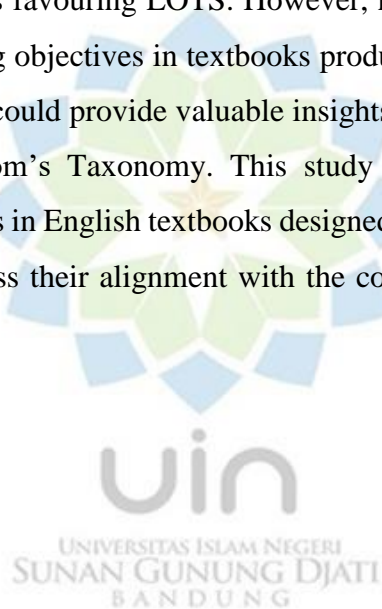 s favouring LOTS. However,
g objectives in textbooks produ
could provide valuable insights
om's Taxonomy. This study
s in English textbooks designed
ss their alignment with the co
uin
UNIVERSITAS ISLAM NEGERI
SUNAN GUNUNG DJATI
BANDUNG